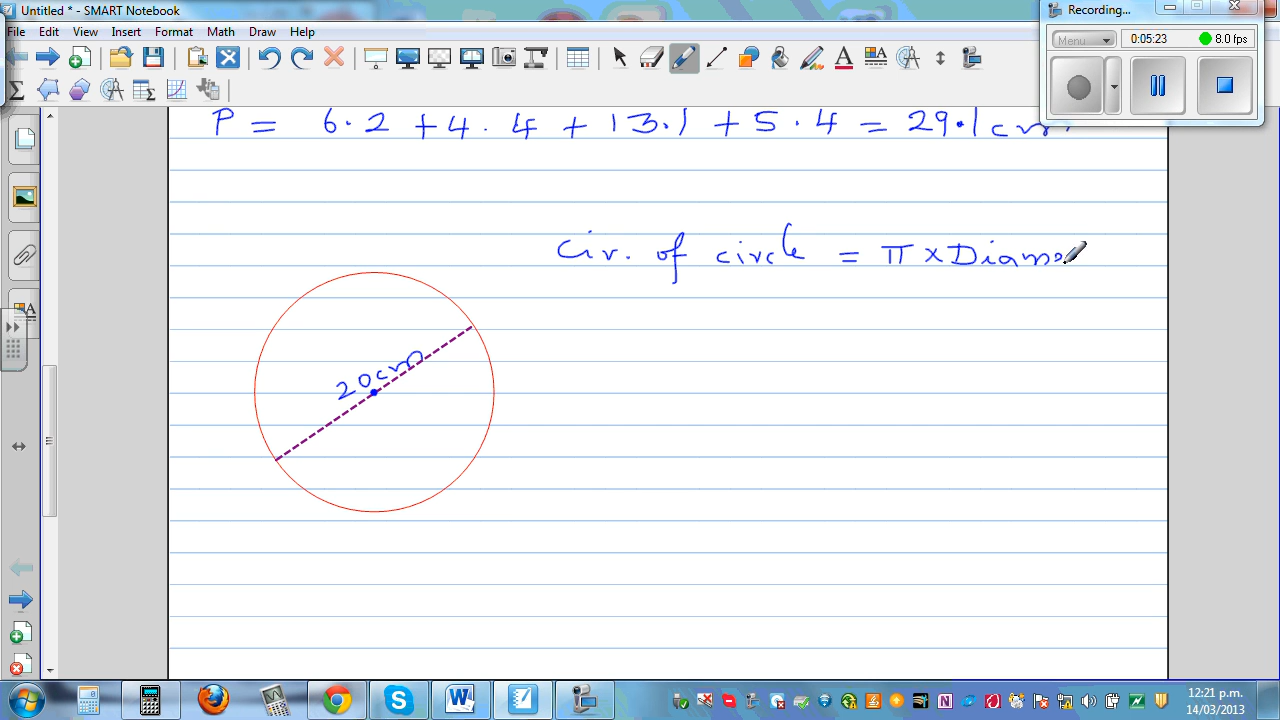 Untitled * - SMART Notebook
Recording...
File Edit View Insert Format Math Draw Help
Menu 0:05:23 8.0 fps
P = 6.2 + 4.4 + 13.1 + 5.4 = 29.1cm
Cir. of circle = π × Diame
20cm
12:21 p.m.
14/03/2013